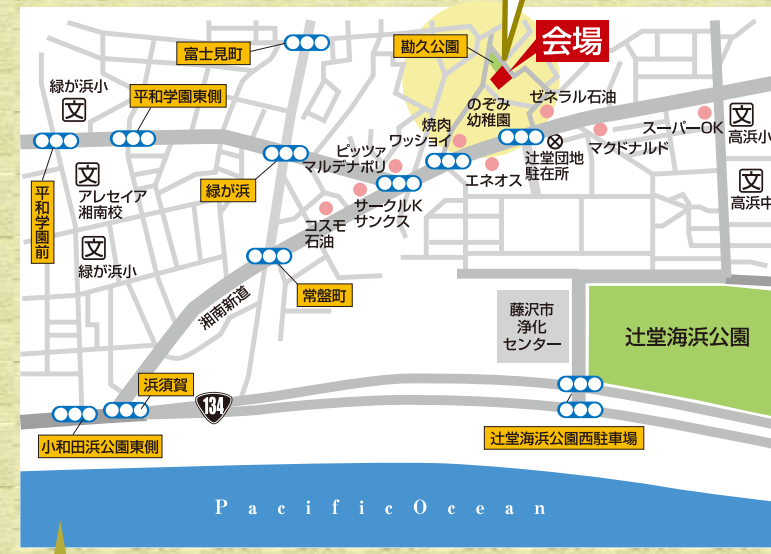 会場
勘久公園
富士見町
緑が浜小
文
平和学園東側
のぞみ
幼稚園
ゼネラル石油
焼肉
ワッショイ
スーパーOK
文
高浜小
マクドナルド
辻堂団地
駐在所
ピッツァ
マルデナポリ
エネオス
文
高浜中
緑が浜
文
アレセイア
湘南校
平和学園前
サークルK
サンクス
コスモ
石油
文
緑が浜小
常盤町
湘南新道
藤沢市
浄化
センター
辻堂海浜公園
浜須賀
134
小和田浜公園東側
辻堂海浜公園西駐車場
Pacific Ocean